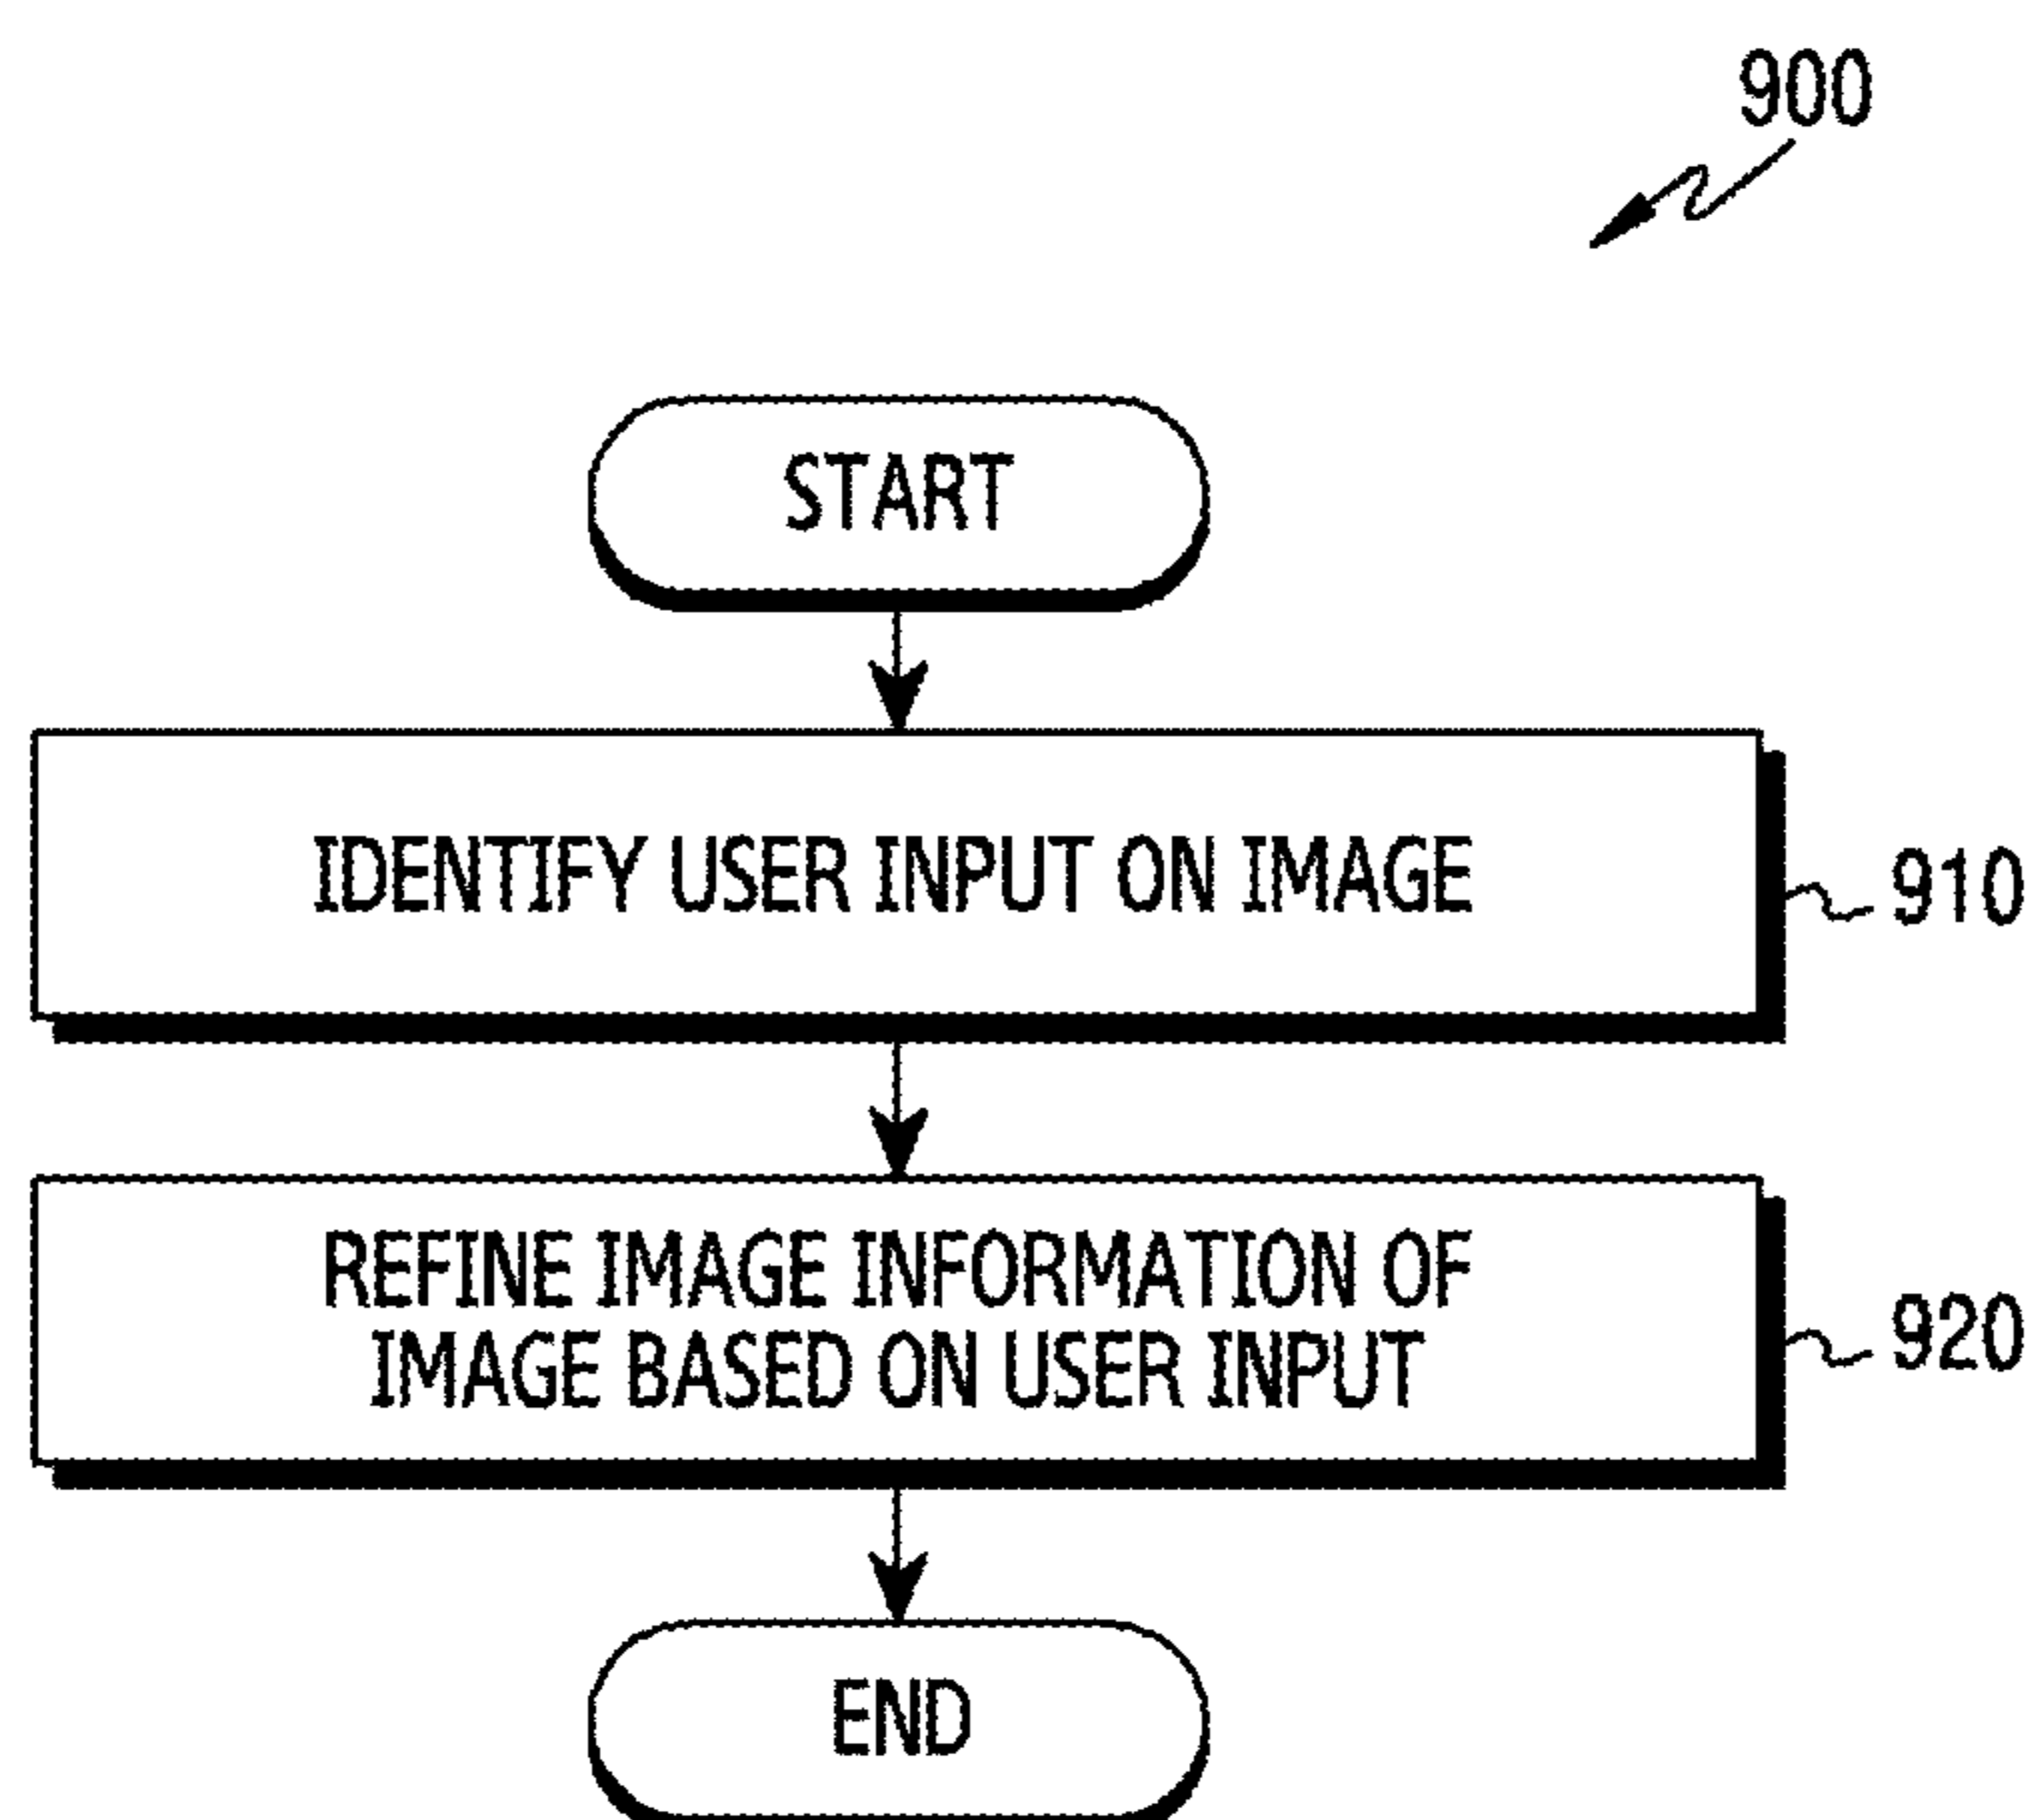 900
START
IDENTIFY USER INPUT ON IMAGE
910
REFINE IMAGE INFORMATION OF
IMAGE BASED ON USER INPUT
920
END